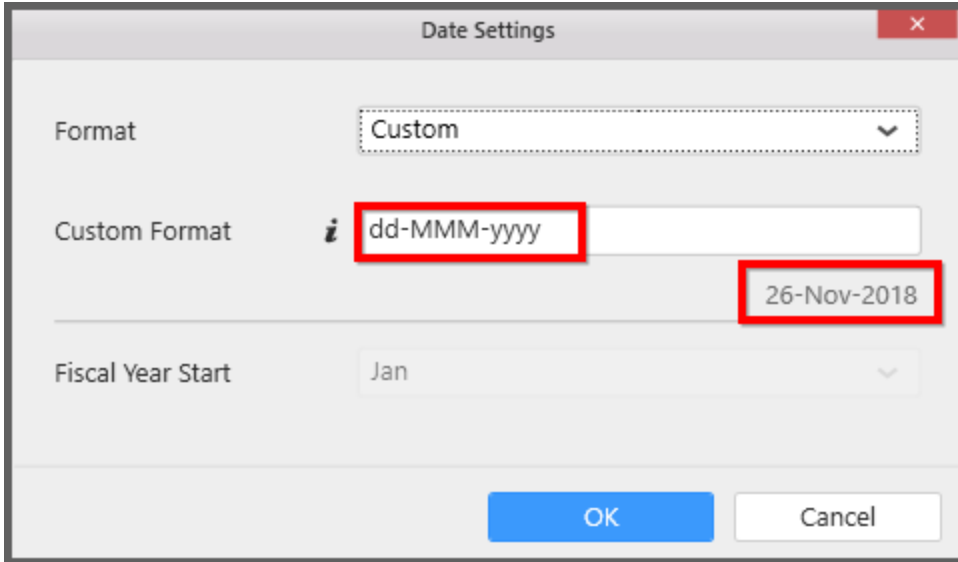 Date Settings
Format Custom
Custom Format i dd-MMM-yyyy
26-Nov-2018
Fiscal Year Start Jan
OK Cancel